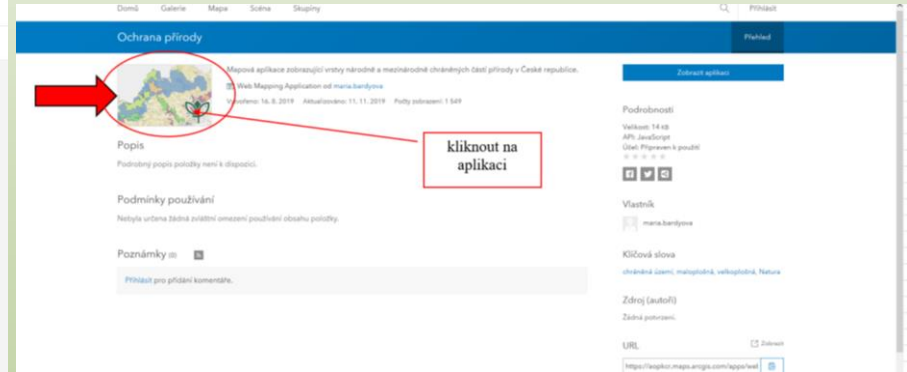 Domů Galerie Mapa Scéna Skupiny Přihlásit
Ochrana přírody Přehled
Mapová aplikace zobrazující vrstvy národně a mezinárodně chráněných částí přírody v České republice.
Web Mapping Application od maria.bardyova
Vytvořeno: 16. 8. 2019 Aktualizováno: 11. 11. 2019 Počty zobrazení: 1 549
kliknout na
aplikaci
Popis
Podrobný popis položky není k dispozici.
Podmínky používání
Nebyla určena žádná zvláštní omezení používání obsahu položky.
Poznámky (0)
Přihlásit pro přidání komentáře.
Zobrazit aplikaci
Podrobnosti
Velikost: 14 KB
API: JavaScript
Účel: Připraven k použití
Vlastník
maria.bardyova
Klíčová slova
chráněná území, maloplošná, velkoplošná, Natura
Zdroj (autoři)
Žádná potvrzení.
URL Zobrazit
https://aopkcr.maps.arcgis.com/apps/wel